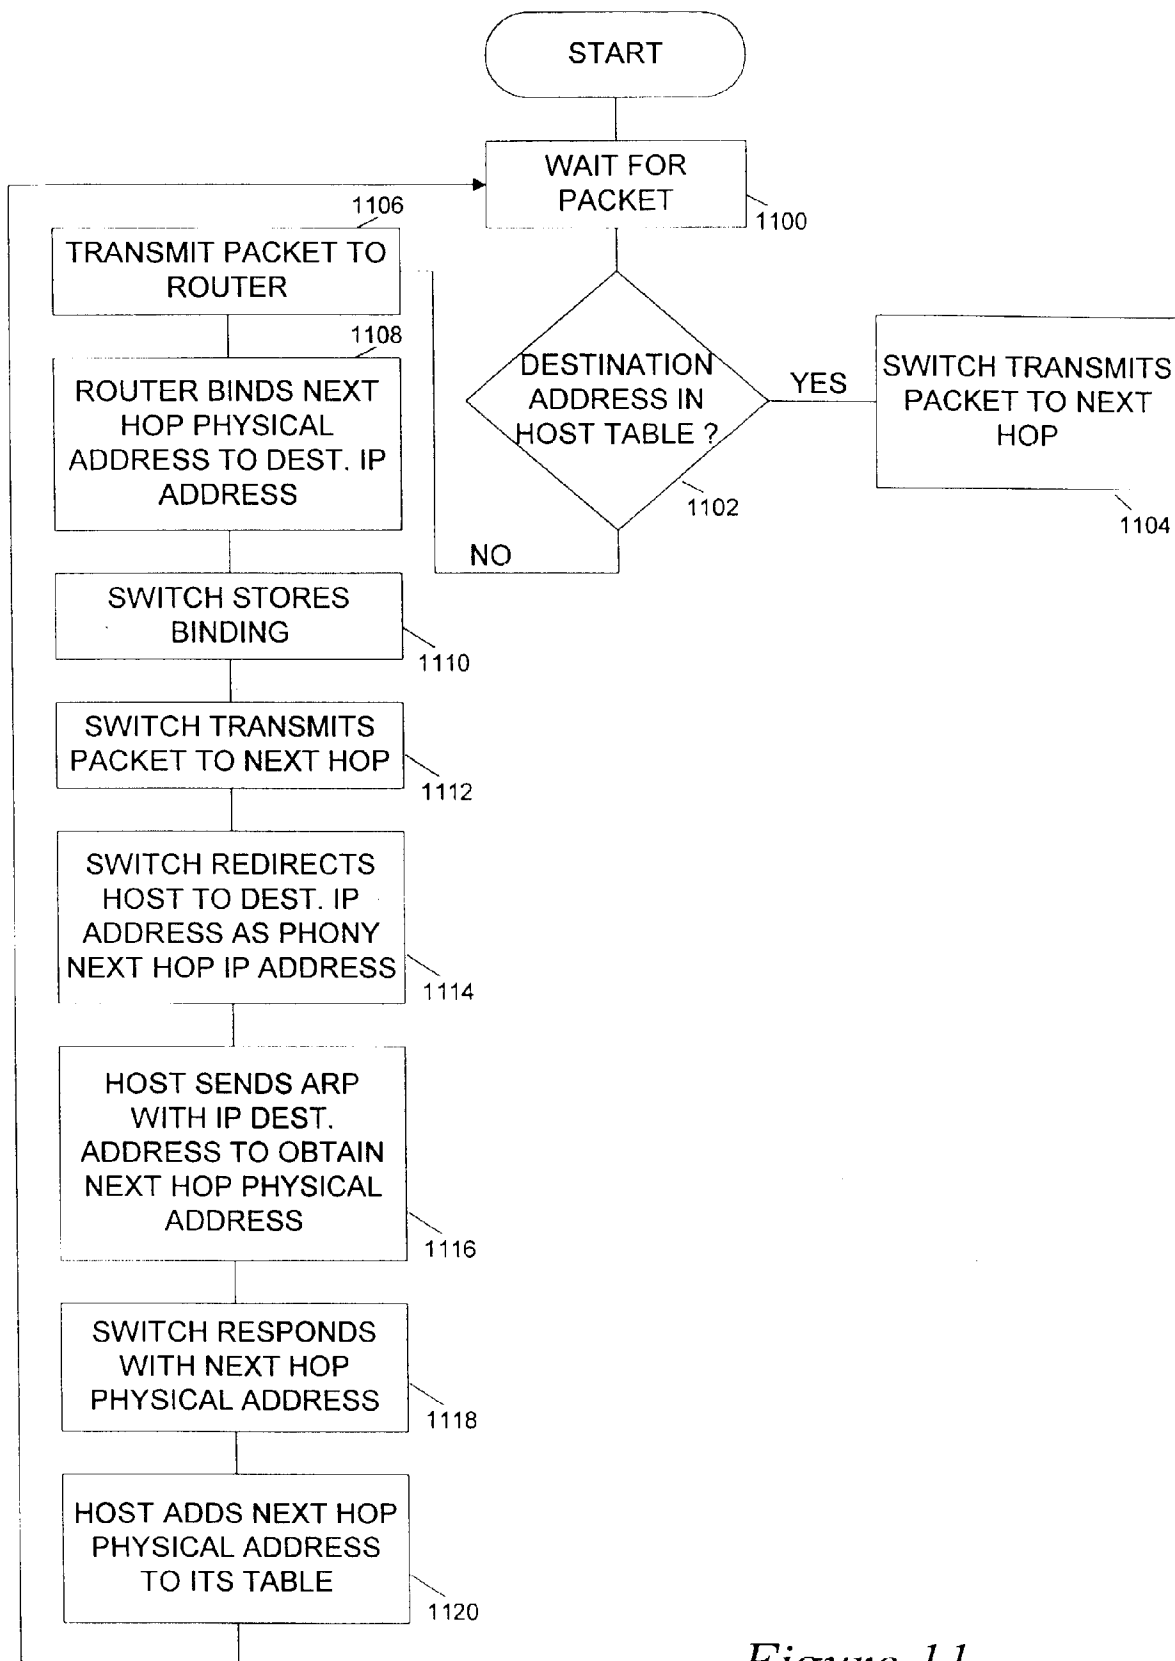 START
WAIT FOR
PACKET
1100
1106
TRANSMIT PACKET TO
ROUTER
1108
DESTINATION
ADDRESS IN
HOST TABLE ?
1102
YES
SWITCH TRANSMITS
PACKET TO NEXT
HOP
1104
NO
ROUTER BINDS NEXT
HOP PHYSICAL
ADDRESS TO DEST. IP
ADDRESS
SWITCH STORES
BINDING
1110
SWITCH TRANSMITS
PACKET TO NEXT HOP
1112
SWITCH REDIRECTS
HOST TO DEST. IP
ADDRESS AS PHONY
NEXT HOP IP ADDRESS
1114
HOST SENDS ARP
WITH IP DEST.
ADDRESS TO OBTAIN
NEXT HOP PHYSICAL
ADDRESS
1116
SWITCH RESPONDS
WITH NEXT HOP
PHYSICAL ADDRESS
1118
HOST ADDS NEXT HOP
PHYSICAL ADDRESS
TO ITS TABLE
1120
Figure 11